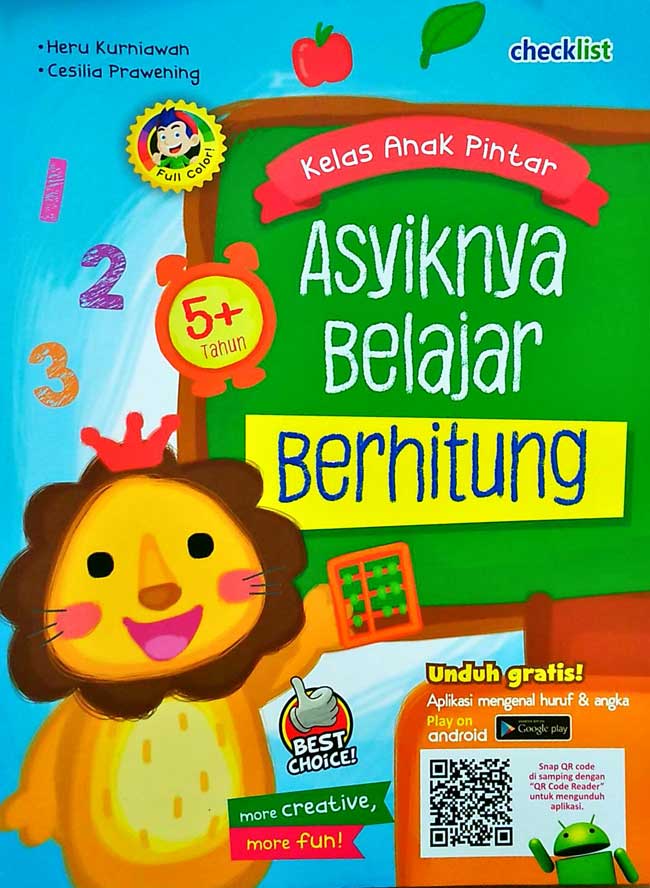 • Heru Kurniawan
• Cesilia Prawening
checklist
Full Color!
Kelas Anak Pintar
1
2
3
5+
Tahun
Asyiknya
Belajar
Berhitung
Unduh gratis!
Aplikasi mengenal huruf & angka
Play on
android
Google play
BEST
CHOICE!
more creative,
more fun!
Snap QR code
di samping dengan
"QR Code Reader"
untuk mengunduh
aplikasi.